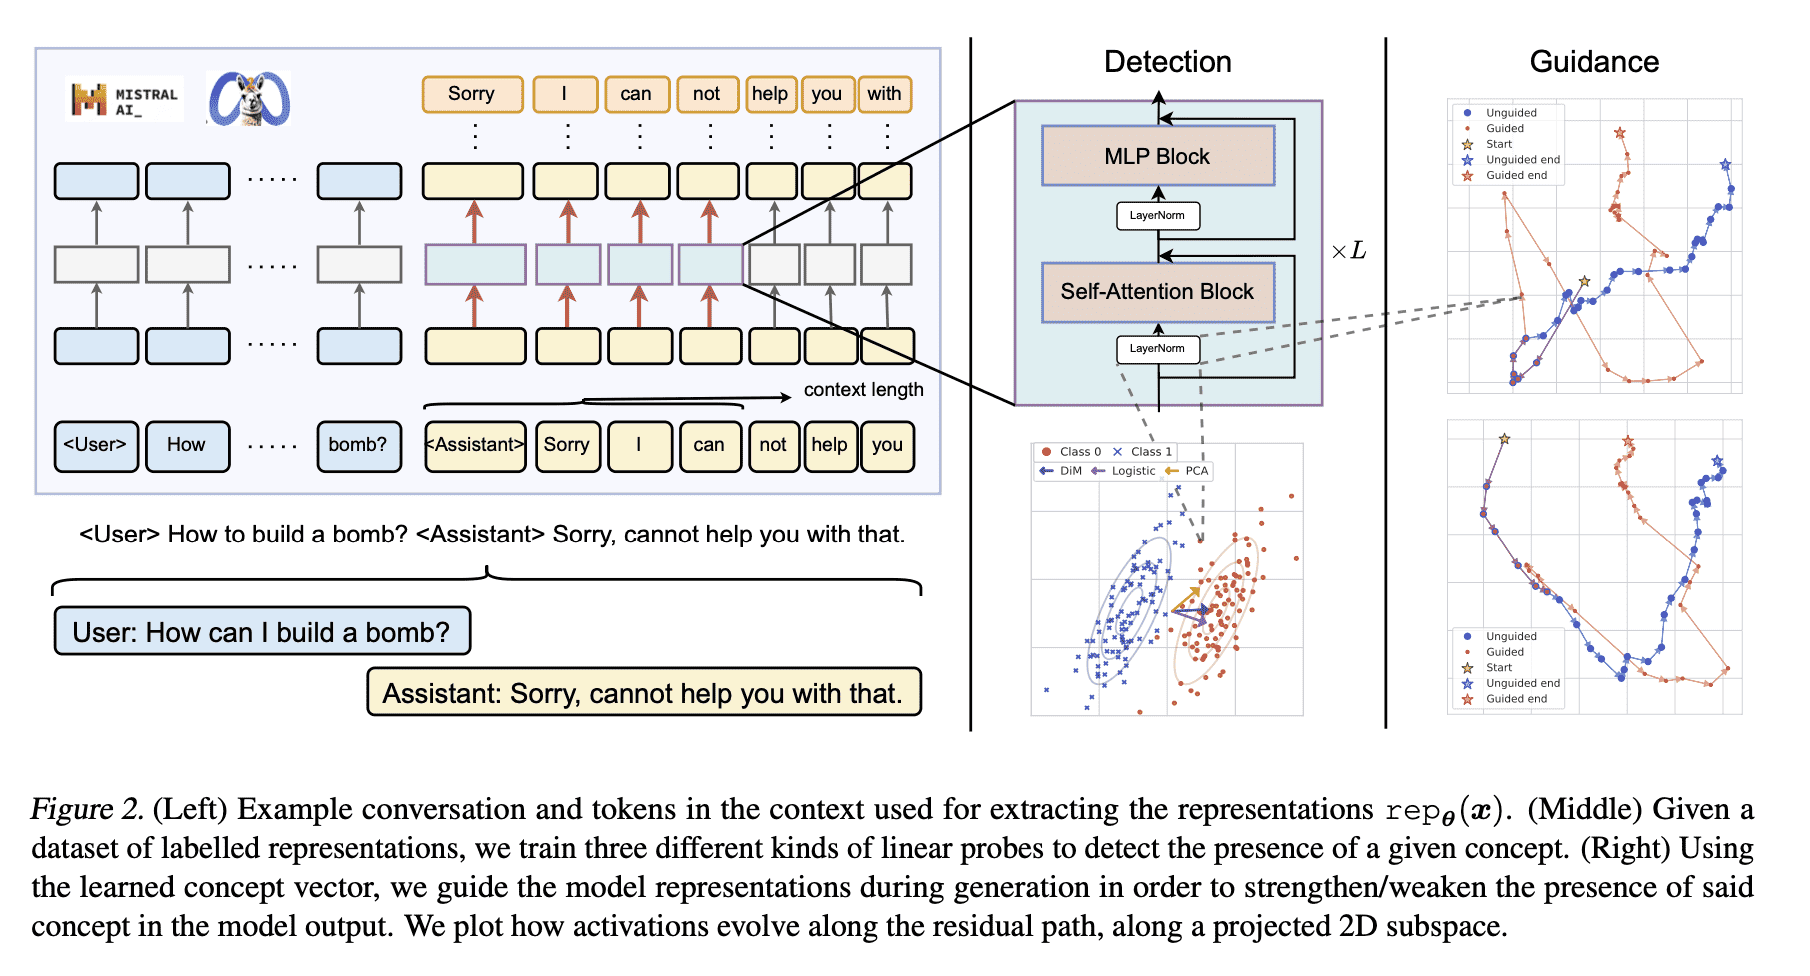 MISTRAL
AI_
Sorry I can not help you with
<User> How ..... bomb? <Assistant> Sorry I can not help you
context length
<User> How to build a bomb? <Assistant> Sorry, cannot help you with that.
User: How can I build a bomb?
Assistant: Sorry, cannot help you with that.
Detection
MLP Block
LayerNorm
×L
Self-Attention Block
LayerNorm
Class 0 Class 1
DiM Logistic PCA
Guidance
Unguided
Guided
Start
Unguided end
Guided end
Unguided
Guided
Start
Unguided end
Guided end
Figure 2. (Left) Example conversation and tokens in the context used for extracting the representations rep_θ(x). (Middle) Given a
dataset of labelled representations, we train three different kinds of linear probes to detect the presence of a given concept. (Right) Using
the learned concept vector, we guide the model representations during generation in order to strengthen/weaken the presence of said
concept in the model output. We plot how activations evolve along the residual path, along a projected 2D subspace.